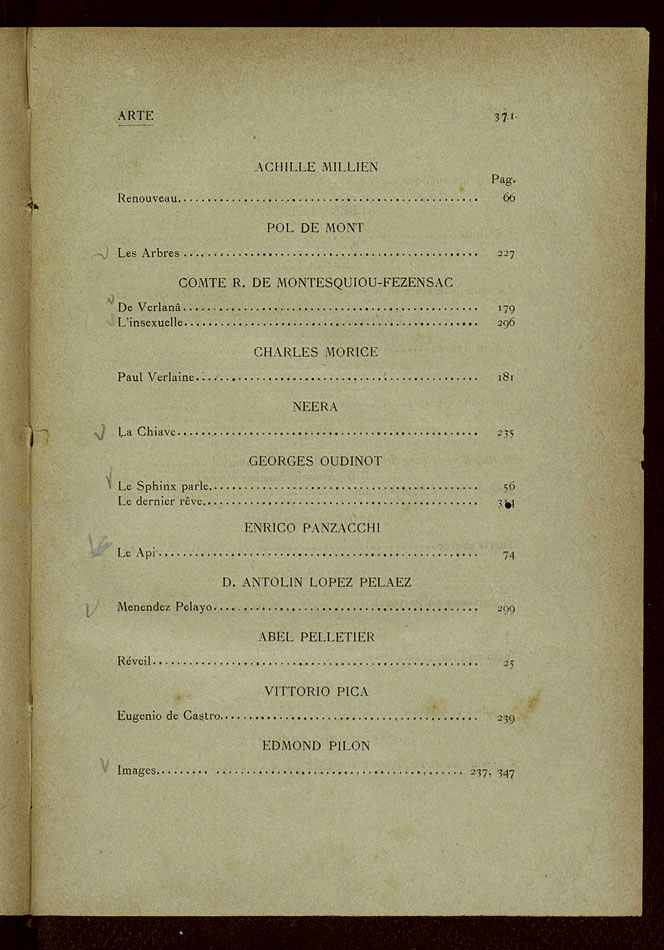 ARTE 371
ACHILLE MILLIEN
Pag.
Renouveau 66
POL DE MONT
Les Arbres 227
COMTE R. DE MONTESQUIOU-FEZENSAC
De Verlanâ 179
L'insexuelle 296
CHARLES MORICE
Paul Verlaine 181
NEERA
La Chiave 235
GEORGES OUDINOT
Le Sphinx parle 56
Le dernier rêve
ENRICO PANZACCHI
Le Api 74
D. ANTOLIN LOPEZ PELAEZ
Menendez Pelayo 299
ABEL PELLETIER
Réveil 25
VITTORIO PICA
Eugenio de Castro 239
EDMOND PILON
Images 237, 347